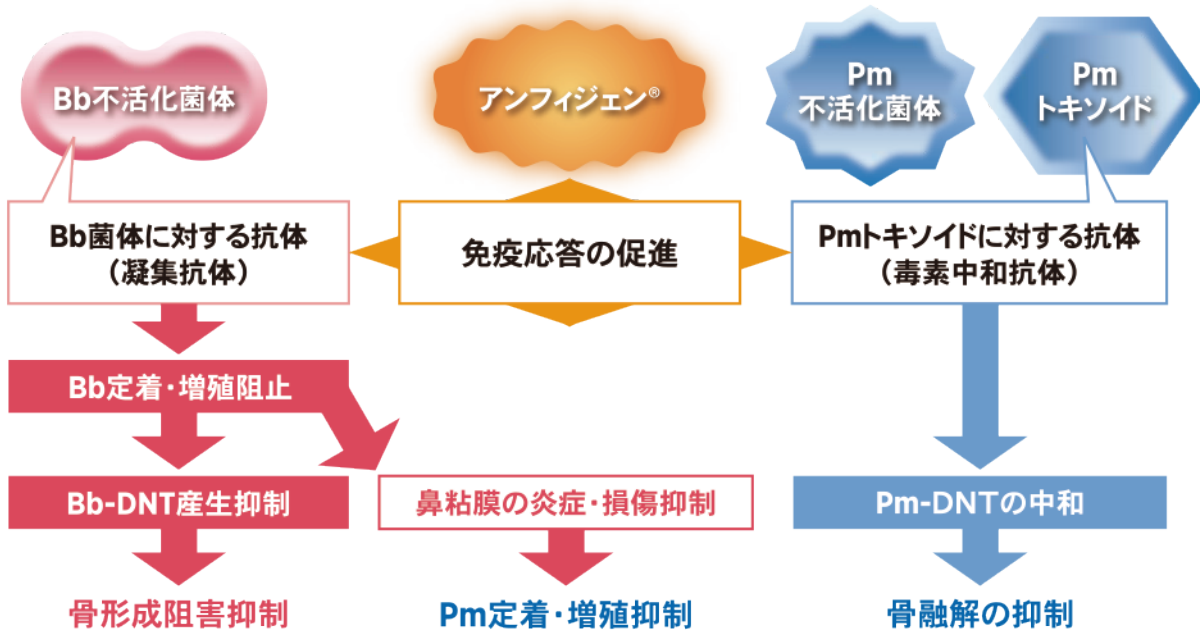 Bb不活化菌体
アンフィジェン®
Pm
不活化菌体
Pm
トキソイド
Bb菌体に対する抗体
（凝集抗体）
免疫応答の促進
Pmトキソイドに対する抗体
（毒素中和抗体）
Bb定着・増殖阻止
Bb-DNT産生抑制
鼻粘膜の炎症・損傷抑制
Pm-DNTの中和
骨形成阻害抑制
Pm定着・増殖抑制
骨融解の抑制